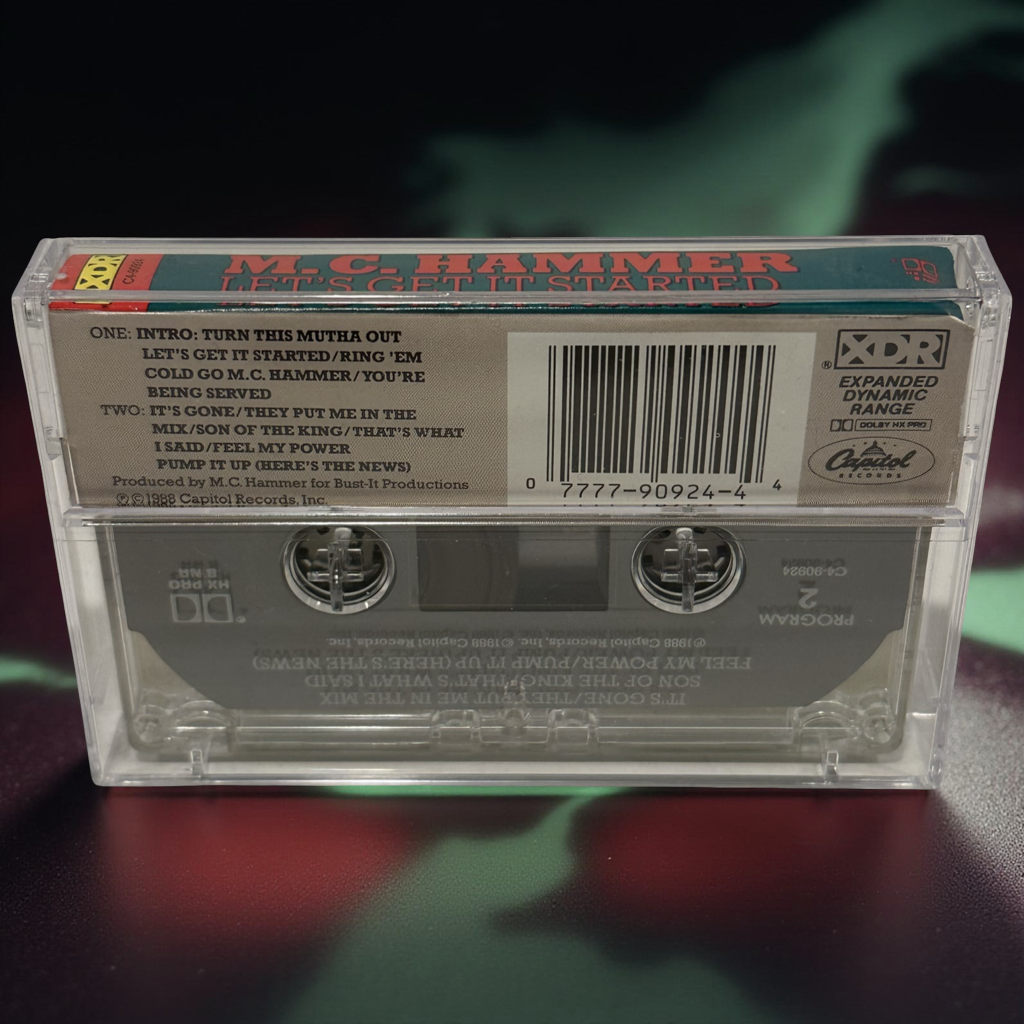 XDR
C4-90924
M.C. HAMMER
LET'S GET IT STARTED
ONE: INTRO: TURN THIS MUTHA OUT
LET'S GET IT STARTED/RING 'EM
COLD GO M.C. HAMMER/YOU'RE
BEING SERVED
TWO: IT'S GONE/THEY PUT ME IN THE
MIX/SON OF THE KING/THAT'S WHAT
I SAID/FEEL MY POWER
PUMP IT UP (HERE'S THE NEWS)
Produced by M.C. Hammer for Bust-It Productions
℗ © 1988 Capitol Records, Inc.
0 7777-90924-4 4
XDR
®
EXPANDED
DYNAMIC
RANGE
DOLBY HX PRO
Capitol
RECORDS
B NR
HX PRO
C4-90924
2
PROGRAM
℗1988 Capitol Records, Inc. ©1988 Capitol Records, Inc.
FEEL MY POWER/PUMP IT UP (HERE'S THE NEWS)
SON OF THE KING/THAT'S WHAT I SAID
IT'S GONE/THEY PUT ME IN THE MIX